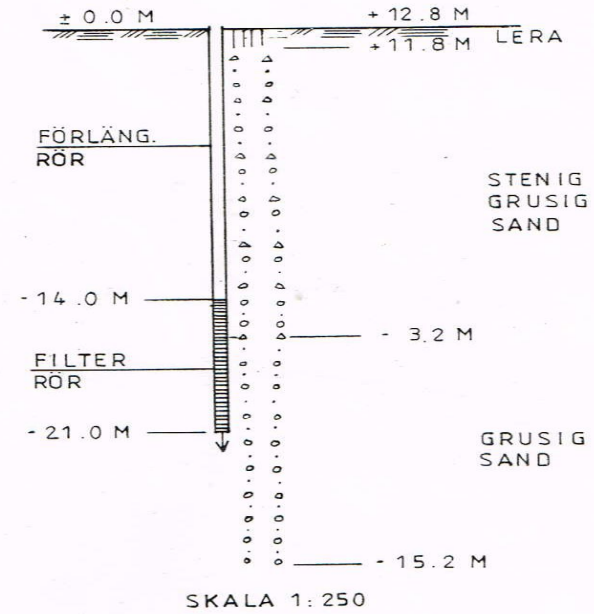 ± 0.0 M
+ 12.8 M
+ 11.8 M
LERA
FÖRLÄNG.
RÖR
STENIG
GRUSIG
SAND
- 14.0 M
- 3.2 M
FILTER
RÖR
- 21.0 M
GRUSIG
SAND
- 15.2 M
SKALA 1:250